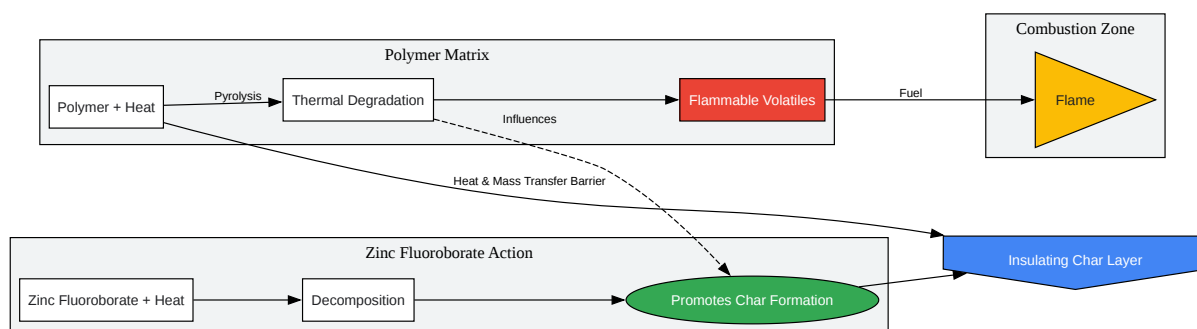 Combustion Zone
Polymer Matrix
Polymer + Heat
Pyrolysis
Thermal Degradation
Flammable Volatiles
Fuel
Flame
Influences
Heat & Mass Transfer Barrier
Zinc Fluoroborate Action
Insulating Char Layer
Zinc Fluoroborate + Heat
Decomposition
Promotes Char Formation